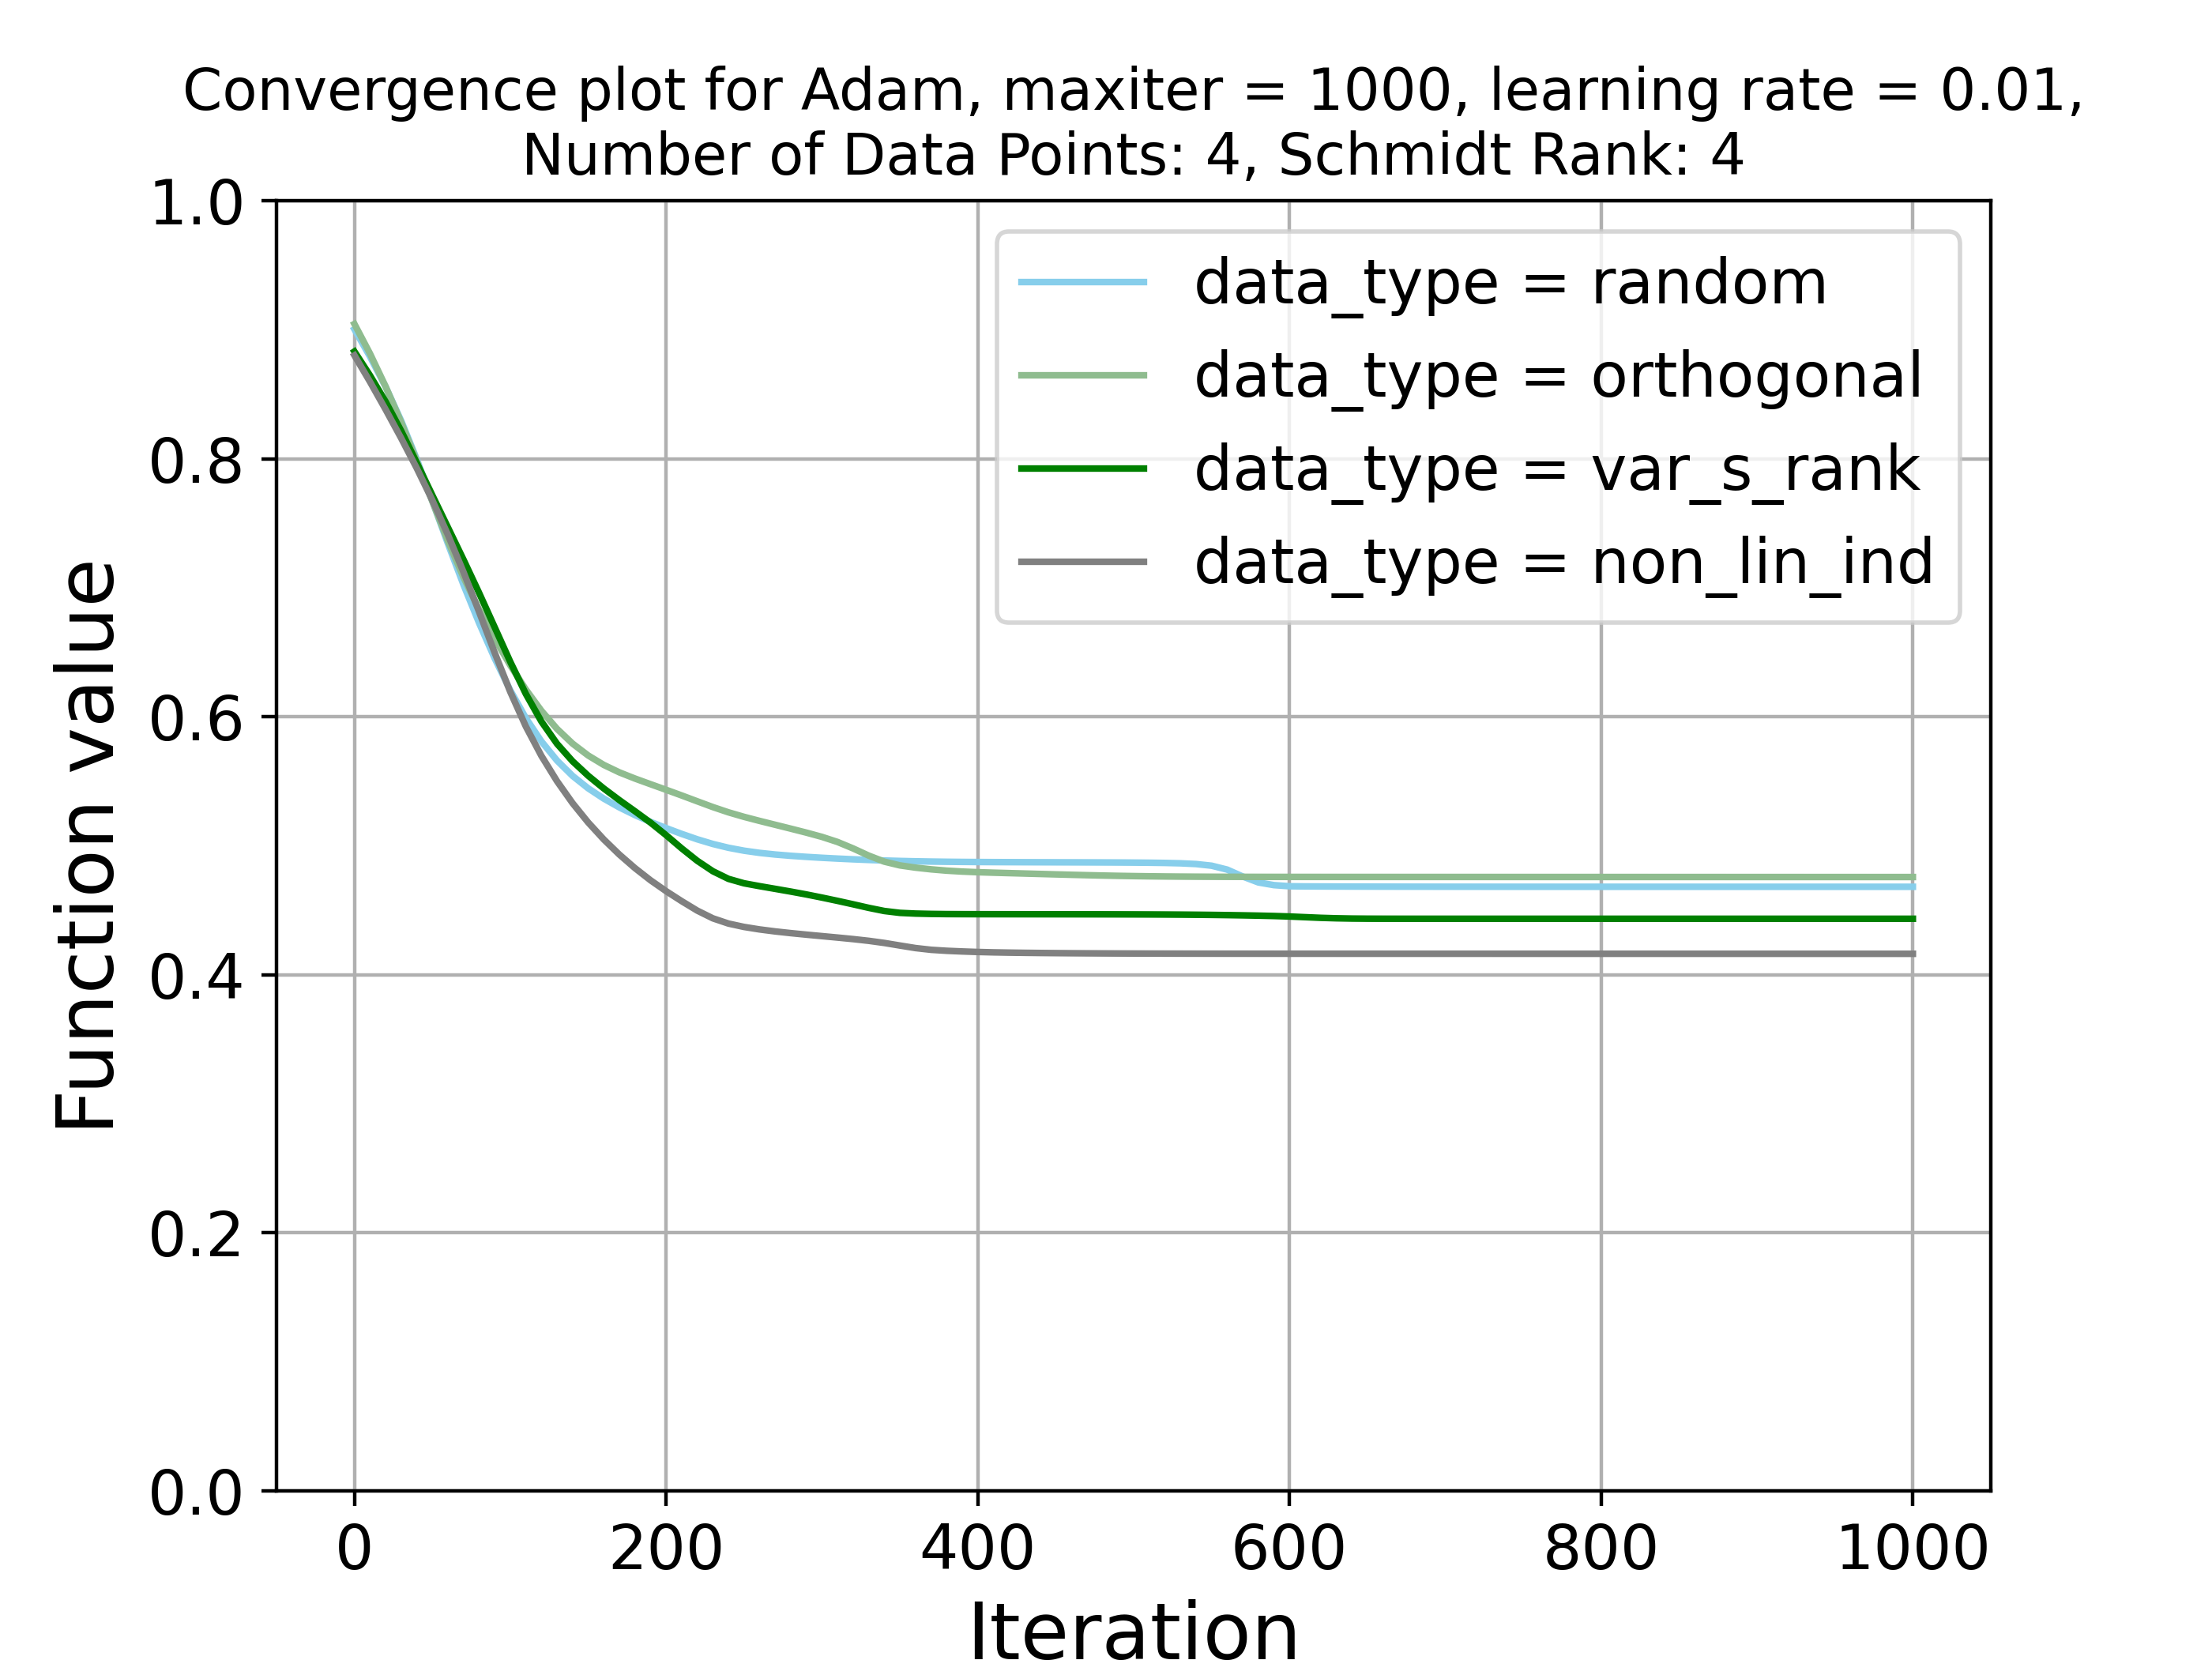 Convergence plot for Adam, maxiter = 1000, learning rate = 0.01,
Number of Data Points: 4, Schmidt Rank: 4
1.0
0.8
0.6
0.4
0.2
0.0
Function value
data_type = random
data_type = orthogonal
data_type = var_s_rank
data_type = non_lin_ind
0 200 400 600 800 1000
Iteration